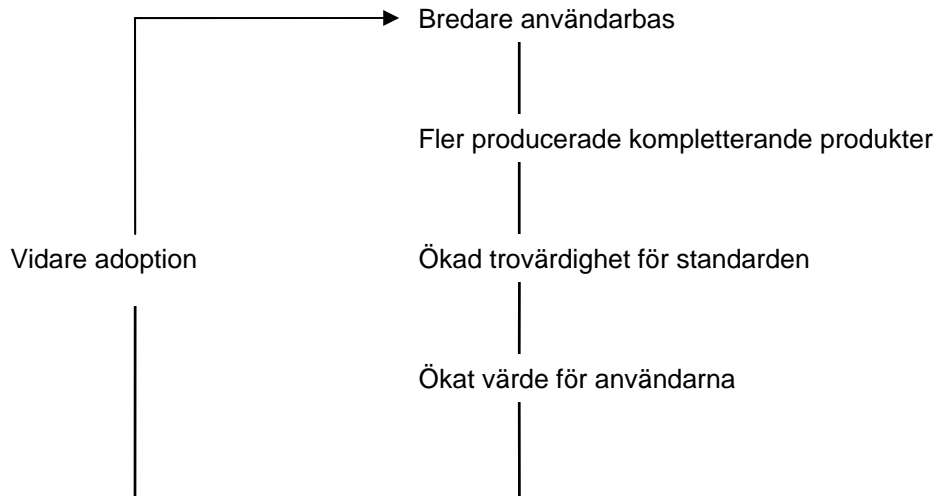 Bredare användarbas
Fler producerade kompletterande produkter
Vidare adoption
Ökad trovärdighet för standarden
Ökat värde för användarna